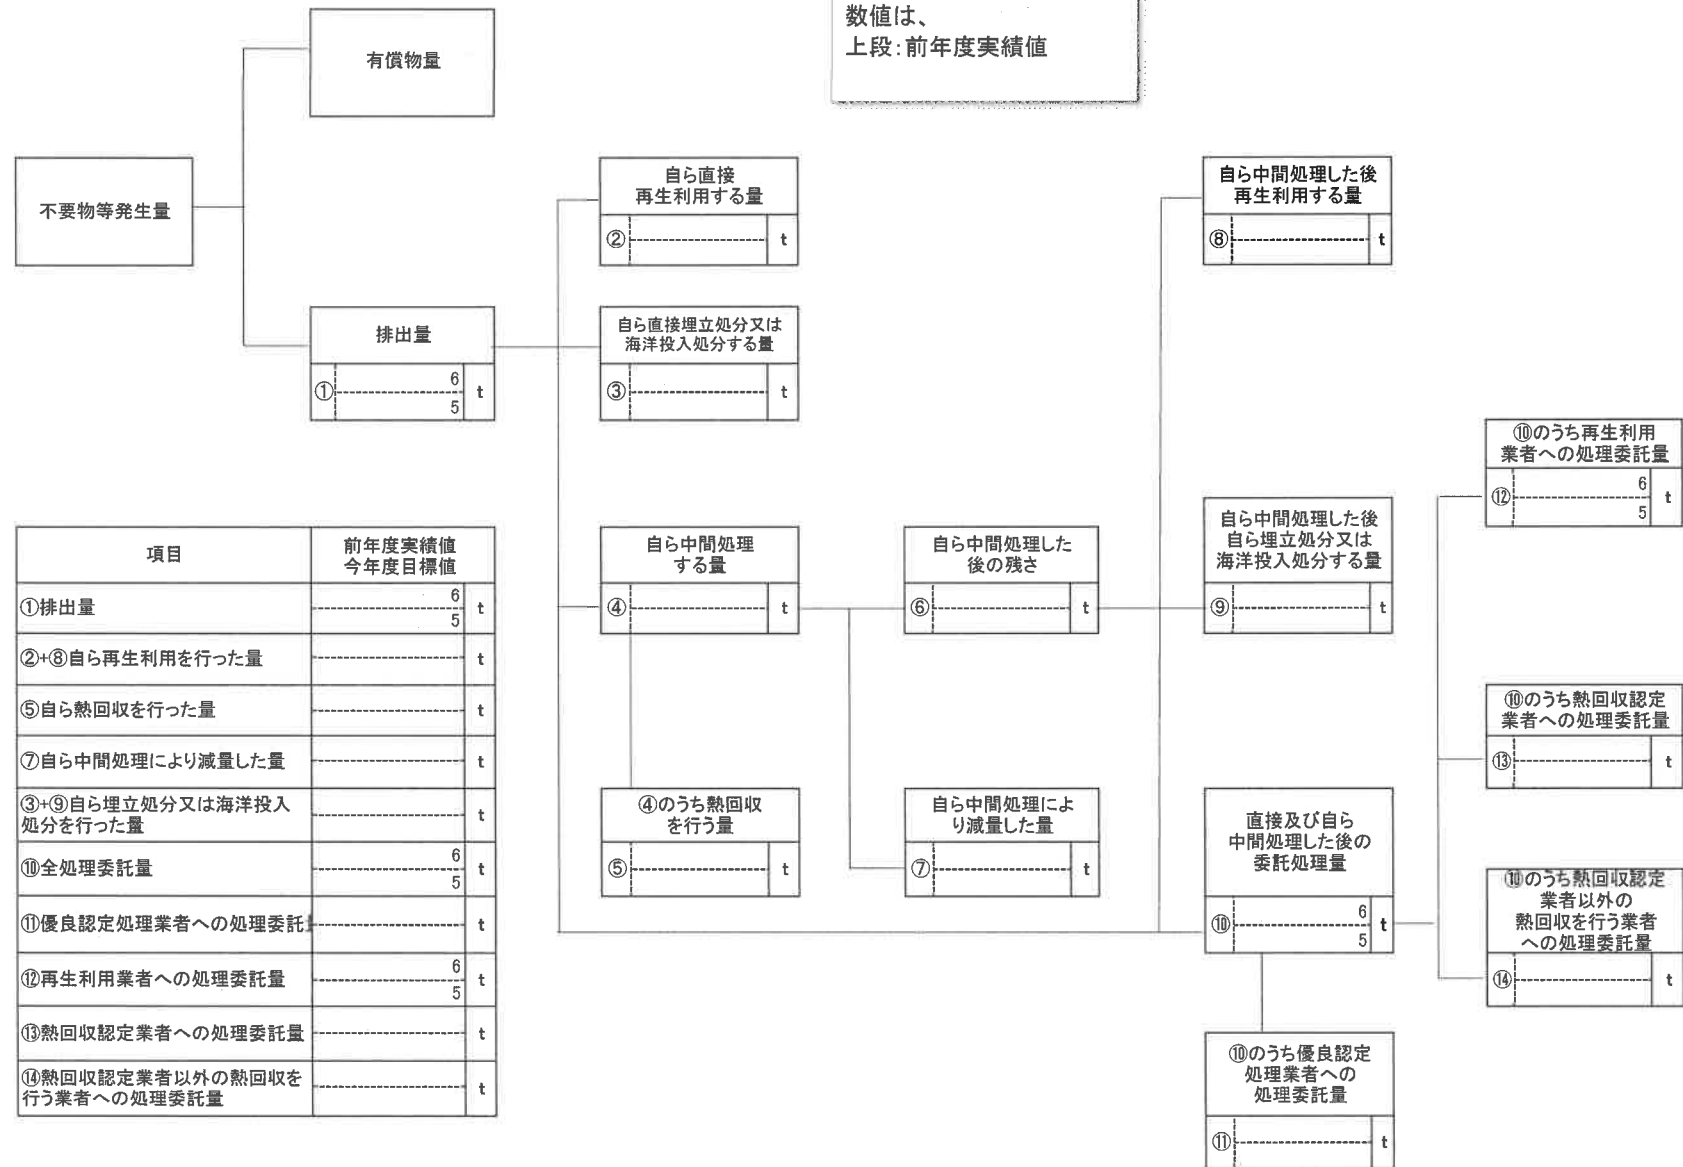 数値は、
上段:前年度実績値
有償物量
不要物等発生量
排出量
①
6
5
t
自ら直接
再生利用する量
②
t
自ら直接埋立処分又は
海洋投入処分する量
③
t
自ら中間処理
する量
④
t
④のうち熱回収
を行う量
⑤
t
自ら中間処理した
後の残さ
⑥
t
自ら中間処理によ
り減量した量
⑦
t
自ら中間処理した後
再生利用する量
⑧
t
自ら中間処理した後
自ら埋立処分又は
海洋投入処分する量
⑨
t
直接及び自ら
中間処理した後の
委託処理量
⑩
6
5
t
⑩のうち優良認定
処理業者への
処理委託量
⑪
t
⑩のうち再生利用
業者への処理委託量
⑫
6
5
t
⑩のうち熱回収認定
業者への処理委託量
⑬
t
⑩のうち熱回収認定
業者以外の
熱回収を行う業者
への処理委託量
⑭
t
項目
前年度実績値
今年度目標値
①排出量
6
5
t
②+⑧自ら再生利用を行った量
t
⑤自ら熱回収を行った量
t
⑦自ら中間処理により減量した量
t
③+⑨自ら埋立処分又は海洋投入
処分を行った量
t
⑩全処理委託量
6
5
t
⑪優良認定処理業者への処理委託
t
⑫再生利用業者への処理委託量
6
5
t
⑬熱回収認定業者への処理委託量
t
⑭熱回収認定業者以外の熱回収を
行う業者への処理委託量
t